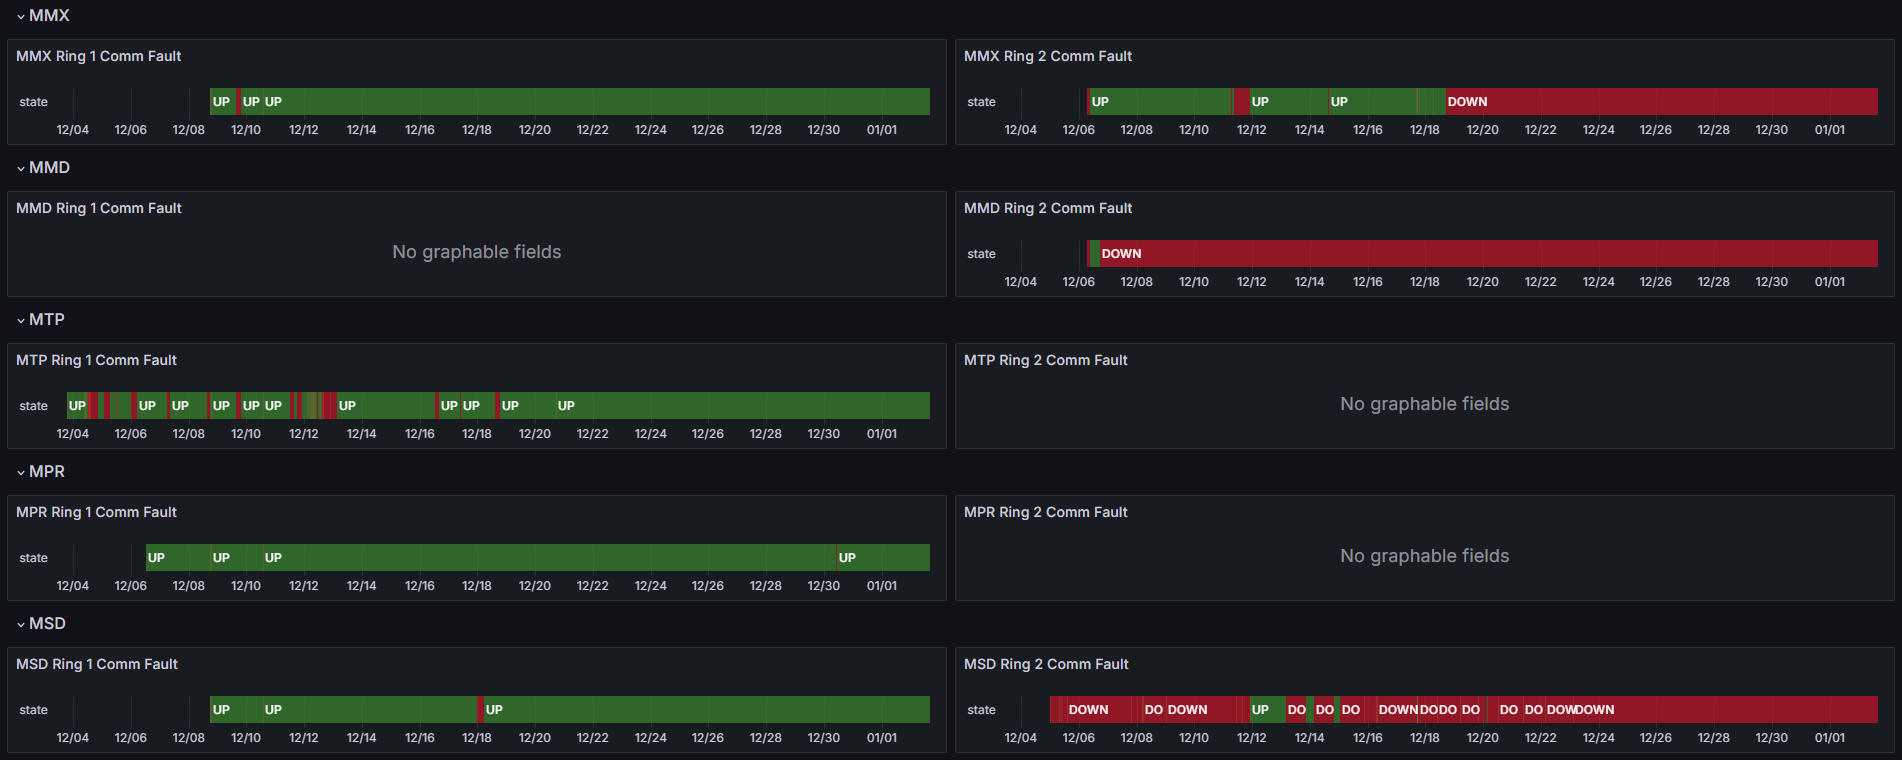 MMX
MMX Ring 1 Comm Fault
state
UP UP UP
12/04 12/06 12/08 12/10 12/12 12/14 12/16 12/18 12/20 12/22 12/24 12/26 12/28 12/30 01/01
MMX Ring 2 Comm Fault
state
UP UP UP DOWN
12/04 12/06 12/08 12/10 12/12 12/14 12/16 12/18 12/20 12/22 12/24 12/26 12/28 12/30 01/01
MMD
MMD Ring 1 Comm Fault
No graphable fields
MMD Ring 2 Comm Fault
state
DOWN
12/04 12/06 12/08 12/10 12/12 12/14 12/16 12/18 12/20 12/22 12/24 12/26 12/28 12/30 01/01
MTP
MTP Ring 1 Comm Fault
state
UP UP UP UP UP UP UP UP UP UP UP
12/04 12/06 12/08 12/10 12/12 12/14 12/16 12/18 12/20 12/22 12/24 12/26 12/28 12/30 01/01
MTP Ring 2 Comm Fault
No graphable fields
MPR
MPR Ring 1 Comm Fault
state
UP UP UP UP
12/04 12/06 12/08 12/10 12/12 12/14 12/16 12/18 12/20 12/22 12/24 12/26 12/28 12/30 01/01
MPR Ring 2 Comm Fault
No graphable fields
MSD
MSD Ring 1 Comm Fault
state
UP UP UP
12/04 12/06 12/08 12/10 12/12 12/14 12/16 12/18 12/20 12/22 12/24 12/26 12/28 12/30 01/01
MSD Ring 2 Comm Fault
state
DOWN DO DOWN UP DO DO DO DOWN DO DO DO DO DO DOW DOWN
12/04 12/06 12/08 12/10 12/12 12/14 12/16 12/18 12/20 12/22 12/24 12/26 12/28 12/30 01/01